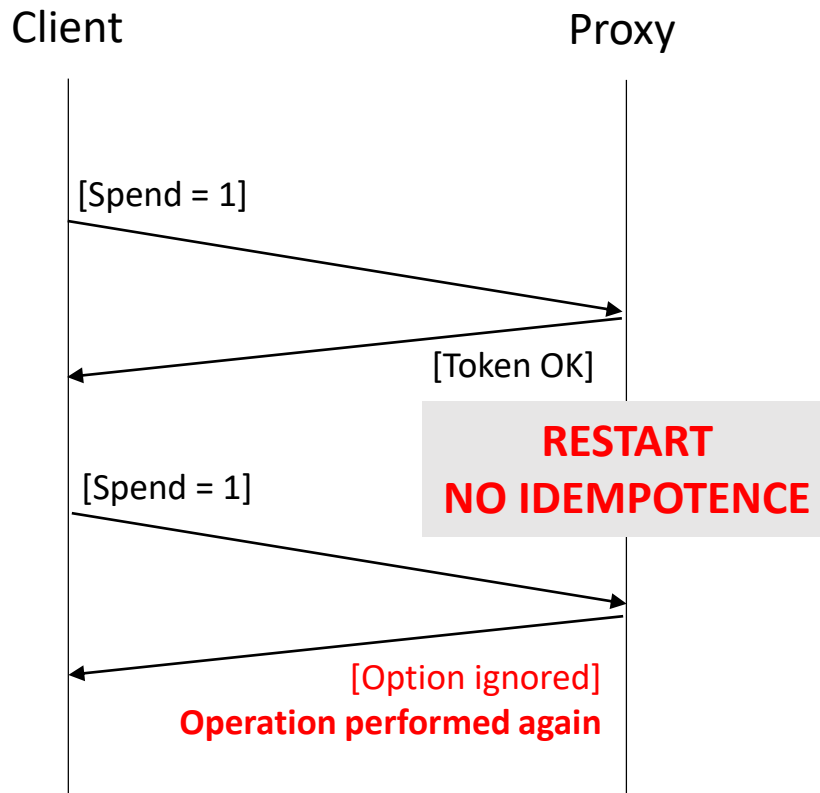 Client
Proxy
[Spend = 1]
[Token OK]
RESTART
NO IDEMPOTENCE
[Spend = 1]
[Option ignored]
Operation performed again